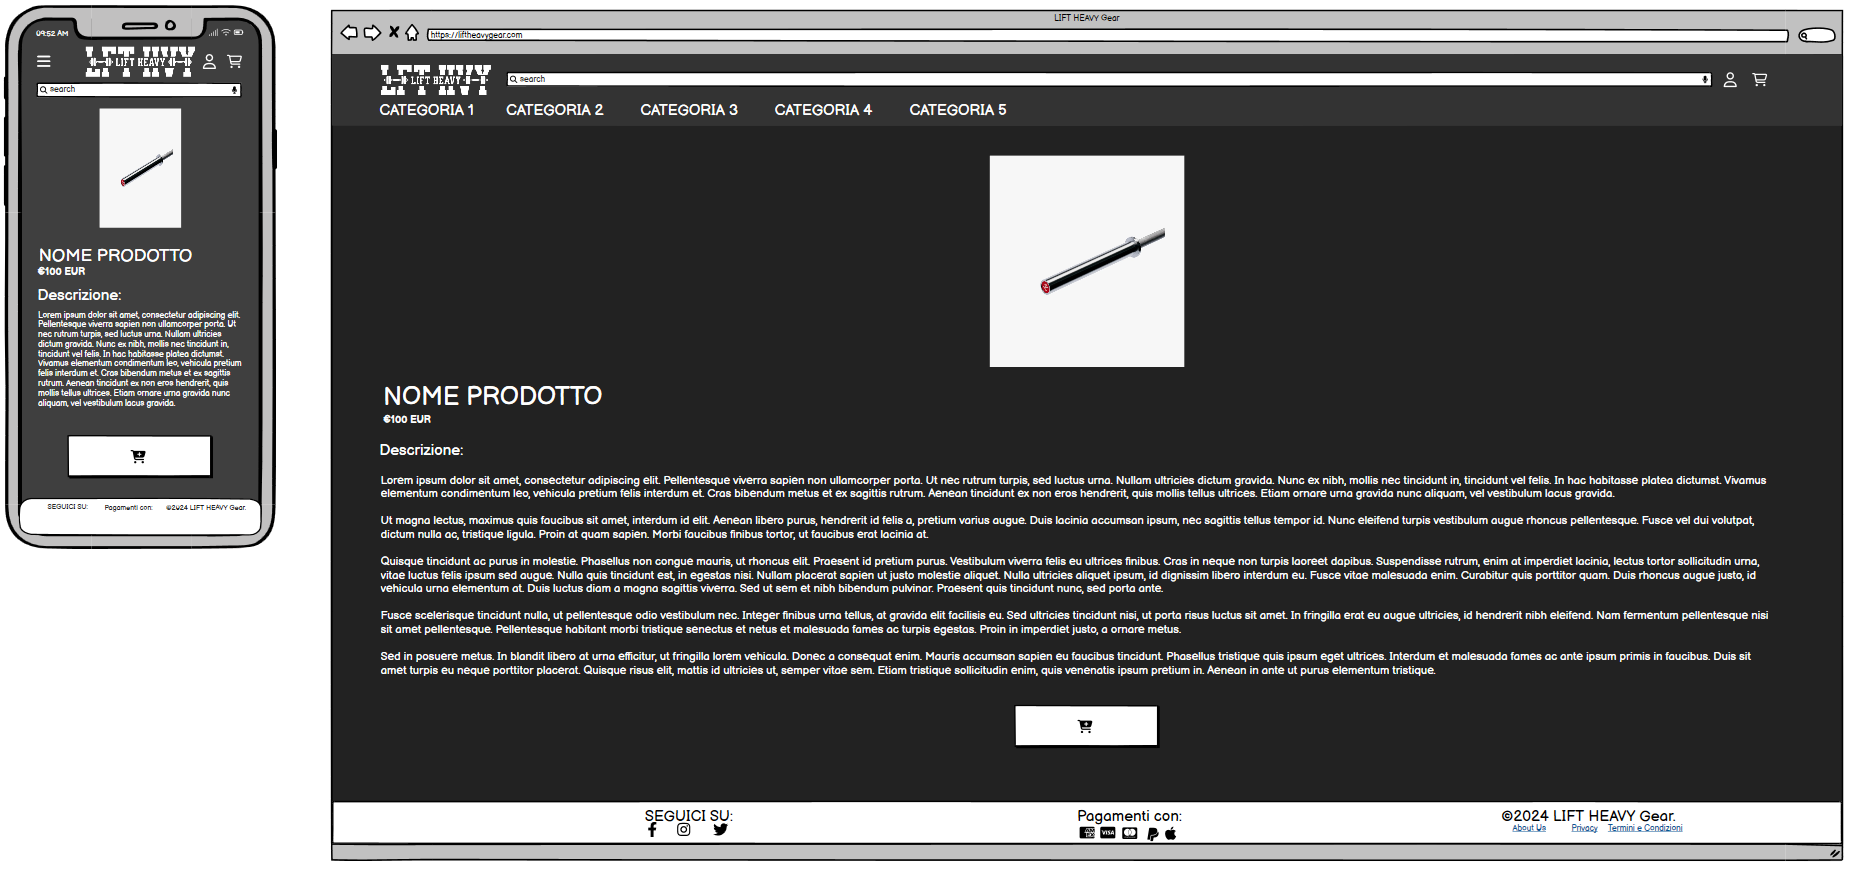 09:52 AM
LIFT HEAVY
search
NOME PRODOTTO
€100 EUR
Descrizione:
Lorem ipsum dolor sit amet, consectetur adipiscing elit.
Pellentesque viverra sapien non ullamcorper porta. Ut
nec rutrum turpis, sed luctus urna. Nullam ultricies
dictum gravida. Nunc ex nibh, mollis nec tincidunt in,
tincidunt vel felis. In hac habitasse platea dictumst.
Vivamus elementum condimentum leo, vehicula pretium
felis interdum et. Cras bibendum metus et ex sagittis
rutrum. Aenean tincidunt ex non eros hendrerit, quis
mollis tellus ultrices. Etiam ornare urna gravida nunc
aliquam, vel vestibulum lacus gravida.
SEGUICI SU: Pagamenti con: ©2024 LIFT HEAVY Gear.
LIFT HEAVY Gear
https://liftheavygear.com
LIFT HEAVY
search
CATEGORIA 1 CATEGORIA 2 CATEGORIA 3 CATEGORIA 4 CATEGORIA 5
NOME PRODOTTO
€100 EUR
Descrizione:
Lorem ipsum dolor sit amet, consectetur adipiscing elit. Pellentesque viverra sapien non ullamcorper porta. Ut nec rutrum turpis, sed luctus urna. Nullam ultricies dictum gravida. Nunc ex nibh, mollis nec tincidunt in, tincidunt vel felis. In hac habitasse platea dictumst. Vivamus
elementum condimentum leo, vehicula pretium felis interdum et. Cras bibendum metus et ex sagittis rutrum. Aenean tincidunt ex non eros hendrerit, quis mollis tellus ultrices. Etiam ornare urna gravida nunc aliquam, vel vestibulum lacus gravida.
Ut magna lectus, maximus quis faucibus sit amet, interdum id elit. Aenean libero purus, hendrerit id felis a, pretium varius augue. Duis lacinia accumsan ipsum, nec sagittis tellus tempor id. Nunc eleifend turpis vestibulum augue rhoncus pellentesque. Fusce vel dui volutpat,
dictum nulla ac, tristique ligula. Proin at quam sapien. Morbi faucibus finibus tortor, ut faucibus erat lacinia at.
Quisque tincidunt ac purus in molestie. Phasellus non congue mauris, ut rhoncus elit. Praesent id pretium purus. Vestibulum viverra felis eu ultrices finibus. Cras in neque non turpis laoreet dapibus. Suspendisse rutrum, enim at imperdiet lacinia, lectus tortor sollicitudin urna,
vitae luctus felis ipsum sed augue. Nulla quis tincidunt est, in egestas nisi. Nullam placerat sapien ut justo molestie aliquet. Nulla ultricies aliquet ipsum, id dignissim libero interdum eu. Fusce vitae malesuada enim. Curabitur quis porttitor quam. Duis rhoncus augue justo, id
vehicula urna elementum at. Duis luctus diam a magna sagittis viverra. Sed ut sem et nibh bibendum pulvinar. Praesent quis tincidunt nunc, sed porta ante.
Fusce scelerisque tincidunt nulla, ut pellentesque odio vestibulum nec. Integer finibus urna tellus, at gravida elit facilisis eu. Sed ultricies tincidunt nisi, ut porta risus luctus sit amet. In fringilla erat eu augue ultricies, id hendrerit nibh eleifend. Nam fermentum pellentesque nisi
sit amet pellentesque. Pellentesque habitant morbi tristique senectus et netus et malesuada fames ac turpis egestas. Proin in imperdiet justo, a ornare metus.
Sed in posuere metus. In blandit libero at urna efficitur, ut fringilla lorem vehicula. Donec a consequat enim. Mauris accumsan sapien eu faucibus tincidunt. Phasellus tristique quis ipsum eget ultrices. Interdum et malesuada fames ac ante ipsum primis in faucibus. Duis sit
amet turpis eu neque porttitor placerat. Quisque risus elit, mattis id ultricies ut, semper vitae sem. Etiam tristique sollicitudin enim, quis venenatis ipsum pretium in. Aenean in ante ut purus elementum tristique.
SEGUICI SU: Pagamenti con: ©2024 LIFT HEAVY Gear.
VISA About Us Privacy Termini e Condizioni